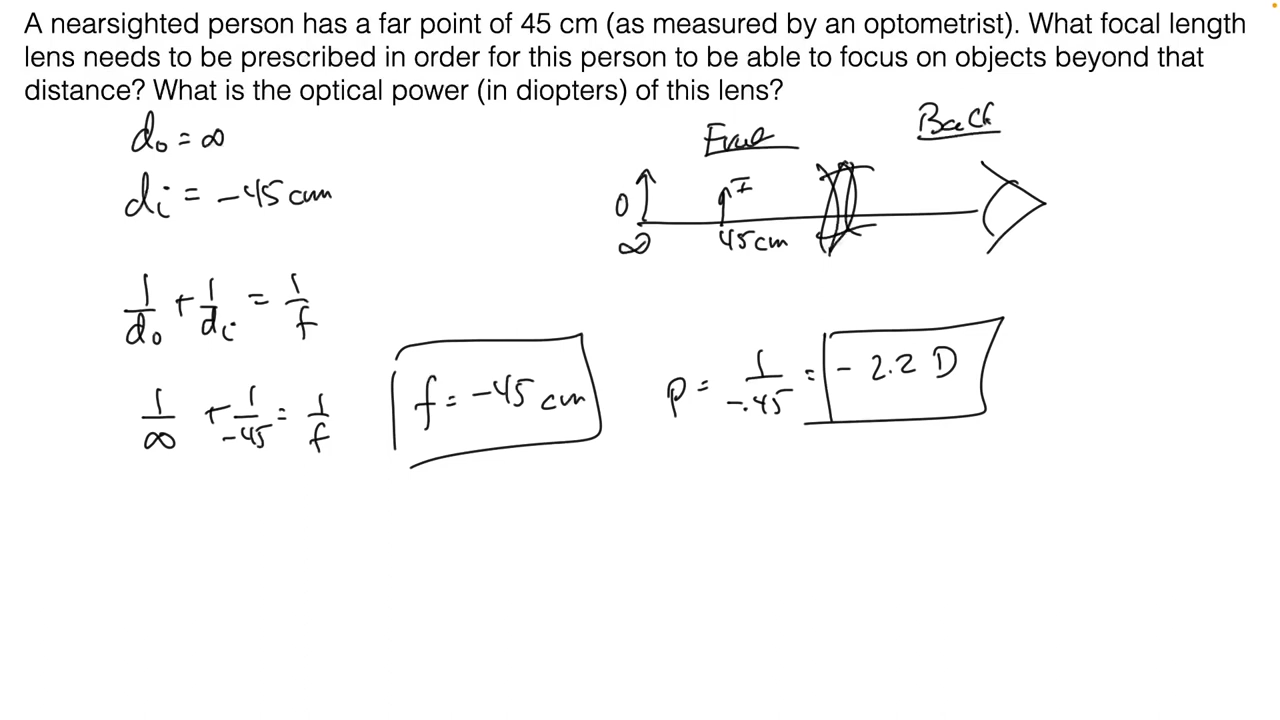 A nearsighted person has a far point of 45 cm (as measured by an optometrist). What focal length
lens needs to be prescribed in order for this person to be able to focus on objects beyond that
distance? What is the optical power (in diopters) of this lens?
d₀ = ∞
dᵢ = -45 cm
Front
Back
O
I
∞
45 cm
1/d₀ + 1/dᵢ = 1/f
1/∞ + 1/-45 = 1/f
f = -45 cm
P = 1/-.45 = - 2.2 D